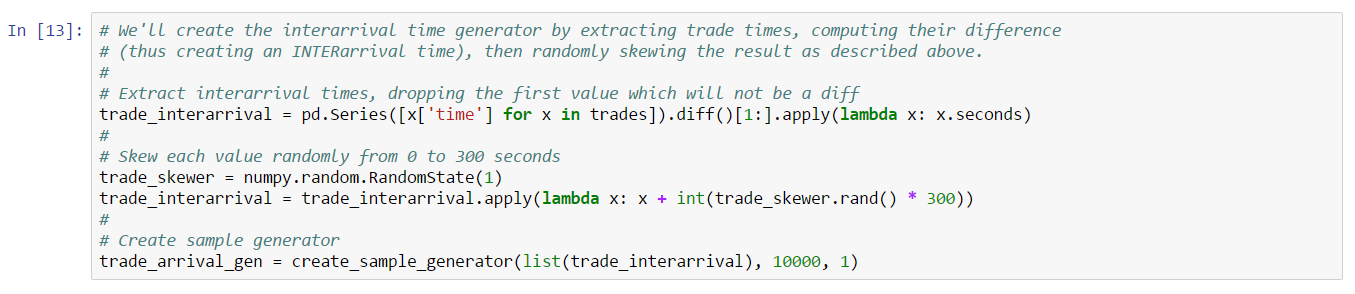 In [13]: # We'll create the interarrival time generator by extracting trade times, computing their difference
# (thus creating an INTERarrival time), then randomly skewing the result as described above.
#
# Extract interarrival times, dropping the first value which will not be a diff
trade_interarrival = pd.Series([x['time'] for x in trades]).diff()[1:].apply(lambda x: x.seconds)
#
# Skew each value randomly from 0 to 300 seconds
trade_skewer = numpy.random.RandomState(1)
trade_interarrival = trade_interarrival.apply(lambda x: x + int(trade_skewer.rand() * 300))
#
# Create sample generator
trade_arrival_gen = create_sample_generator(list(trade_interarrival), 10000, 1)